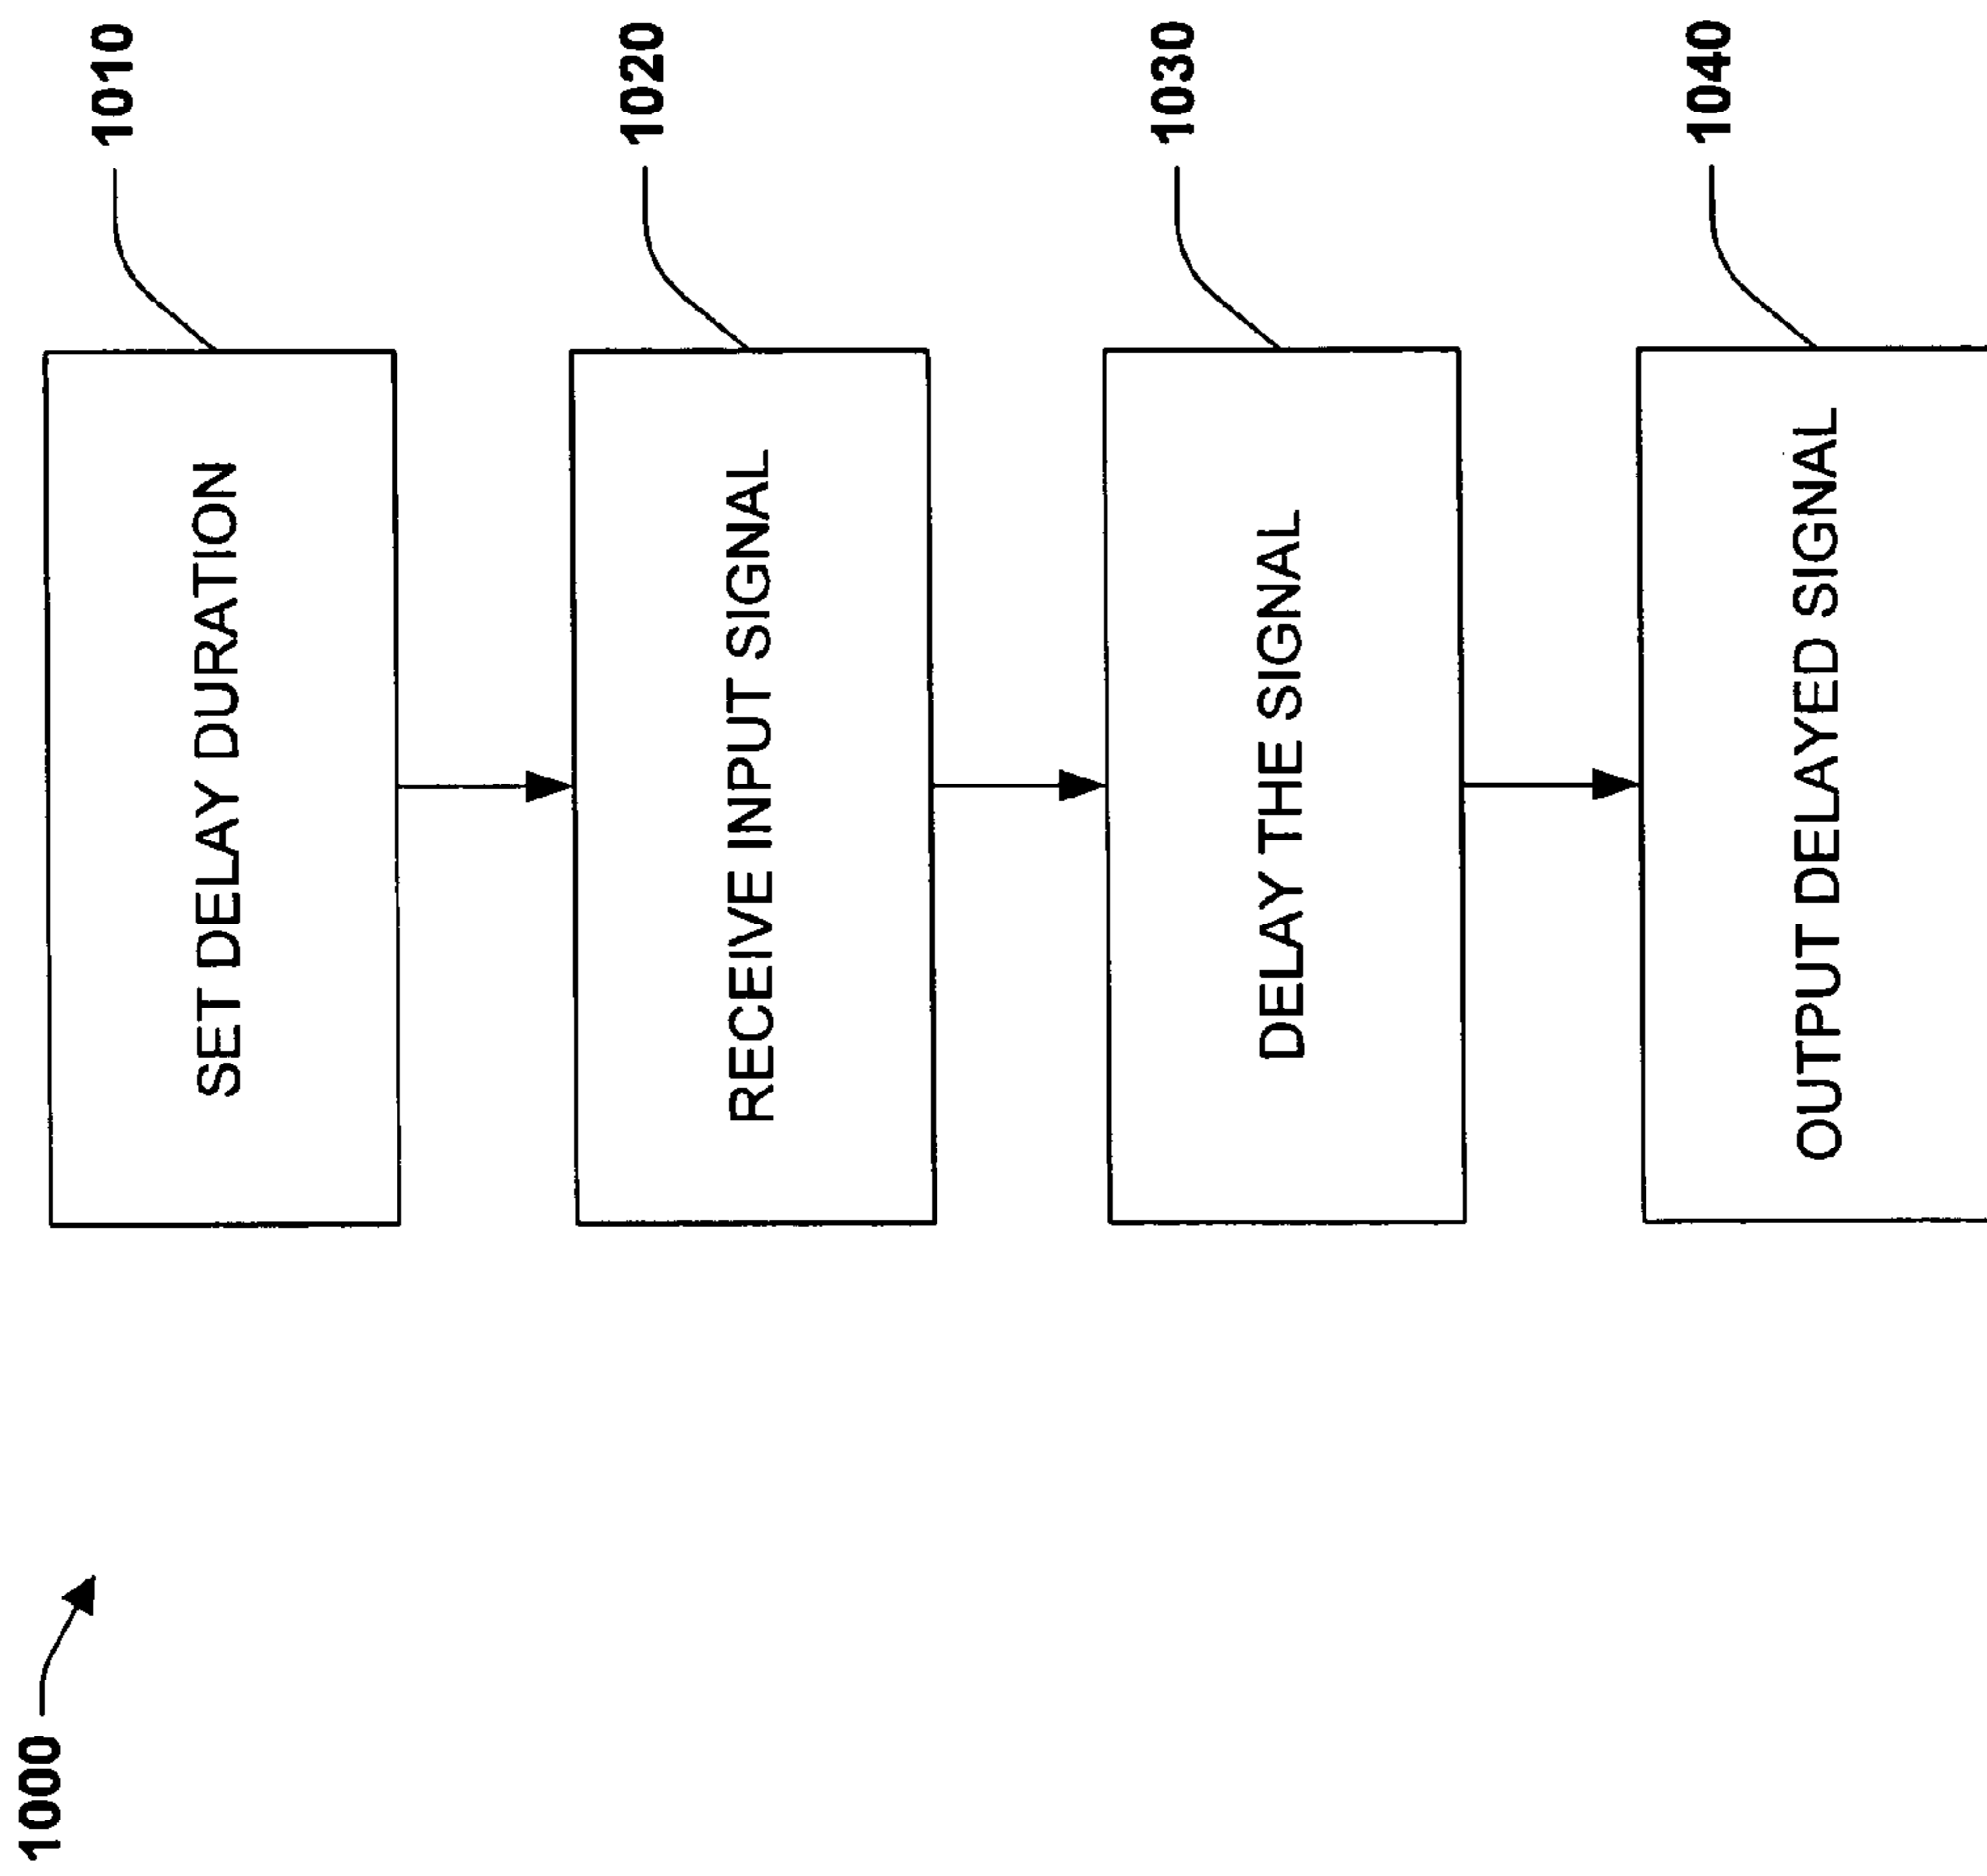 1000
SET DELAY DURATION
1010
RECEIVE INPUT SIGNAL
1020
DELAY THE SIGNAL
1030
OUTPUT DELAYED SIGNAL
1040